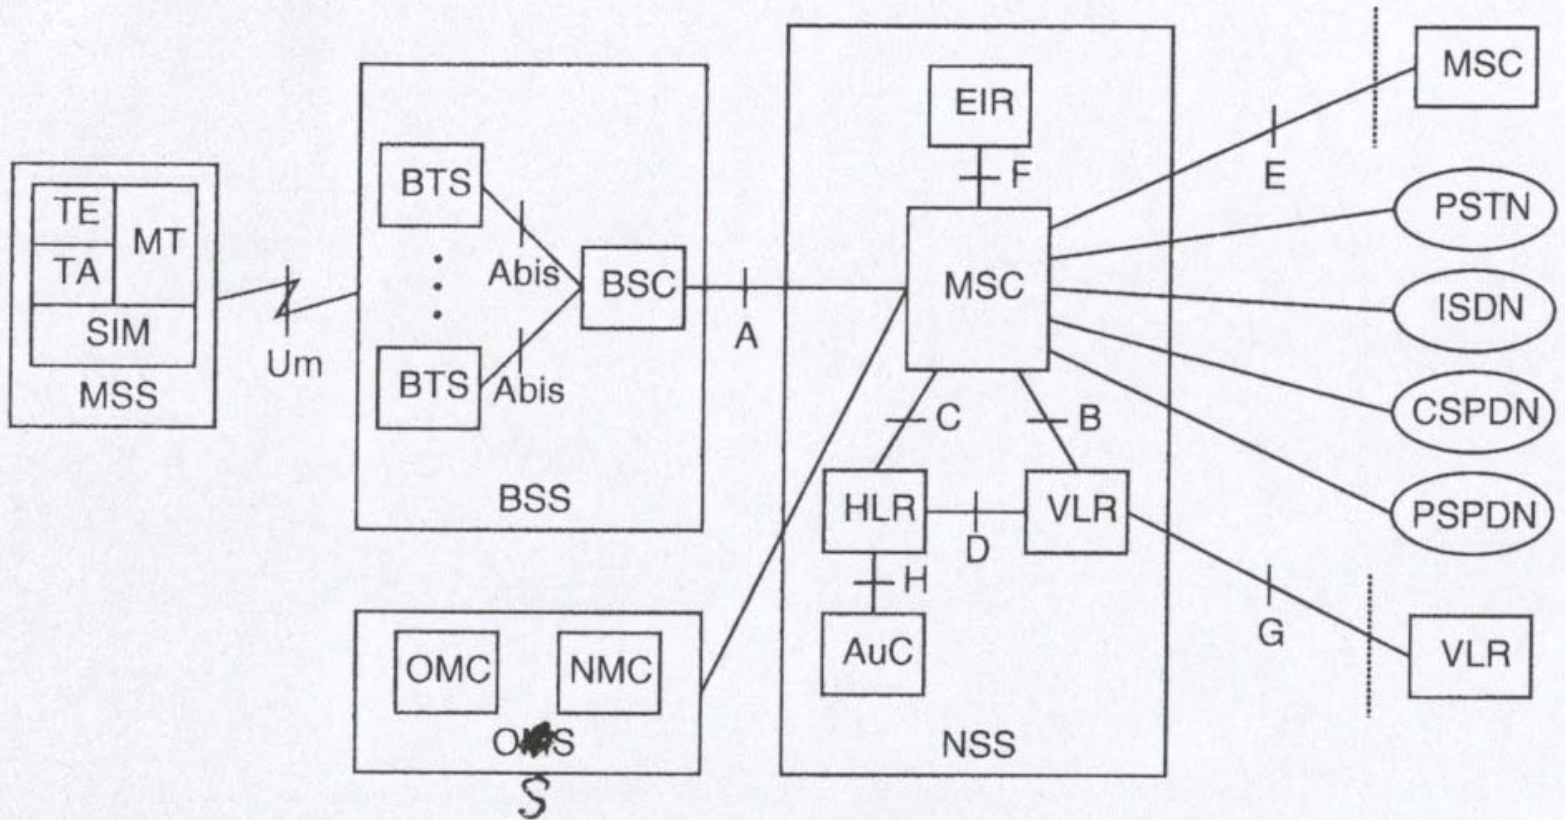 TE
MT
TA
SIM
MSS
Um
BTS
Abis
BSC
BTS
Abis
BSS
A
OMC
NMC
S
EIR
F
MSC
C
B
HLR
D
VLR
H
AuC
NSS
E
MSC
PSTN
ISDN
CSPDN
PSPDN
G
VLR